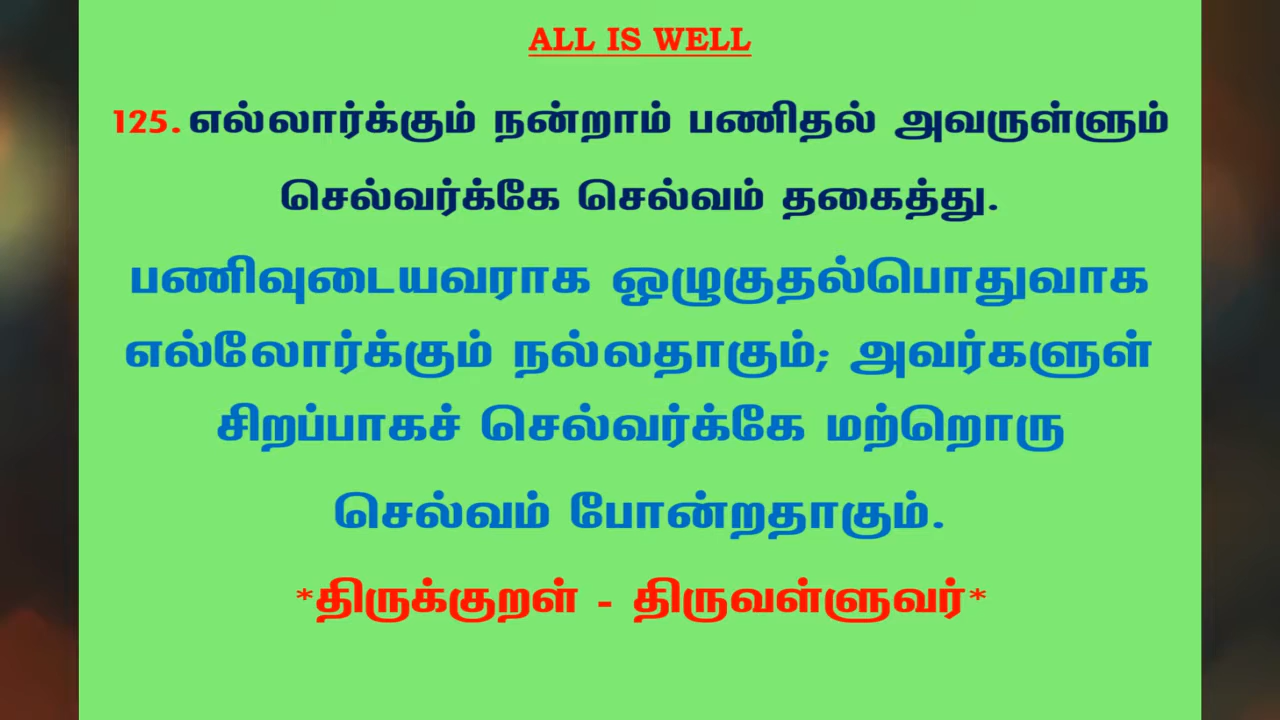 ALL IS WELL
125. எல்லார்க்கும் நன்றாம் பணிதல் அவருள்ளும்
செல்வர்க்கே செல்வம் தகைத்து.
பணிவுடையவராக ஒழுகுதல்பொதுவாக
எல்லோர்க்கும் நல்லதாகும்; அவர்களுள்
சிறப்பாகச் செல்வர்க்கே மற்றொரு
செல்வம் போன்றதாகும்.
*திருக்குறள் - திருவள்ளுவர்*